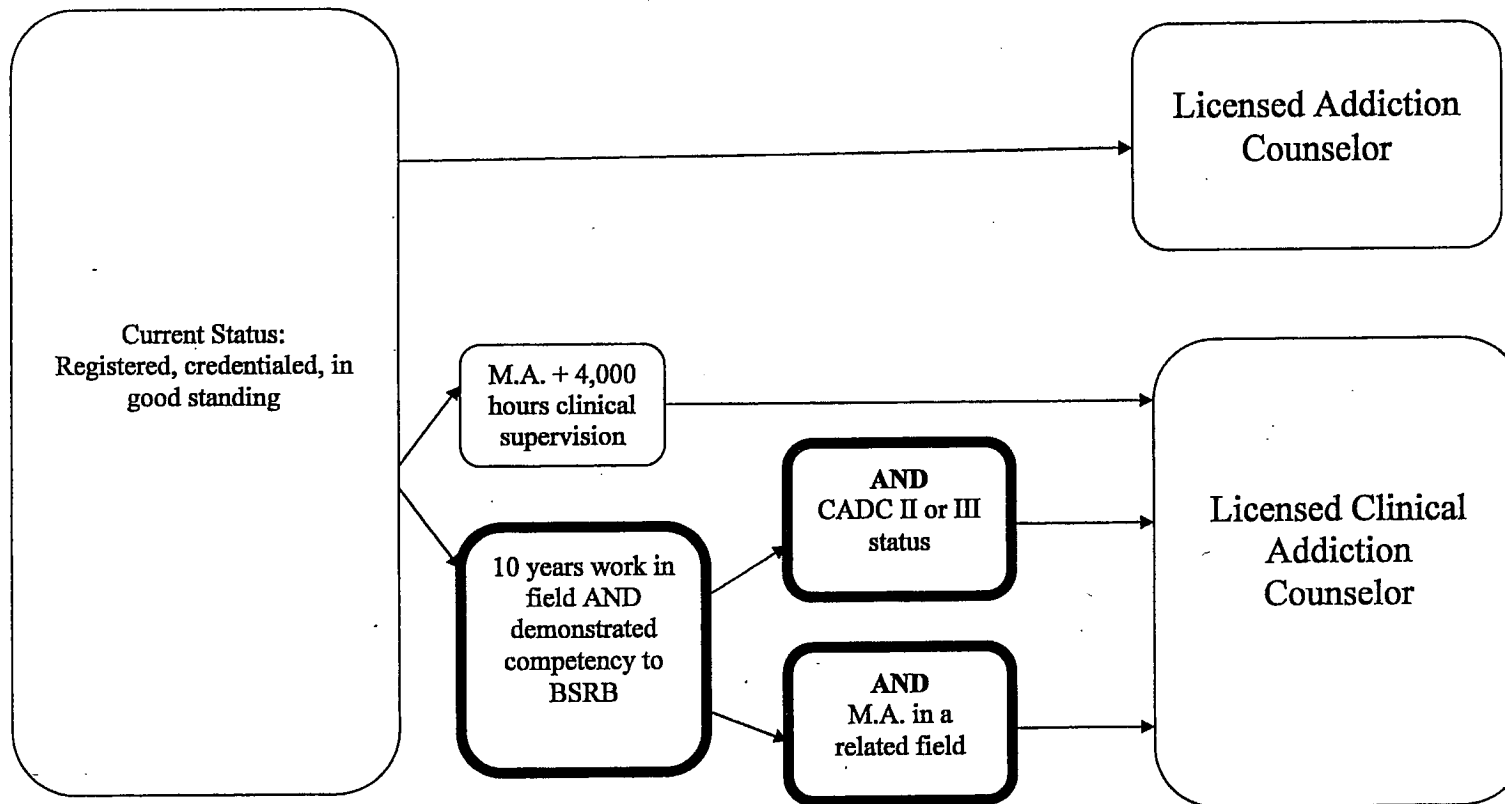 Licensed Addiction
Counselor
Current Status:
Registered, credentialed, in
good standing
M.A. + 4,000
hours clinical
supervision
10 years work in
field AND
demonstrated
competency to
BSRB
AND
CADC II or III
status
AND
M.A. in a
related field
Licensed Clinical
Addiction
Counselor